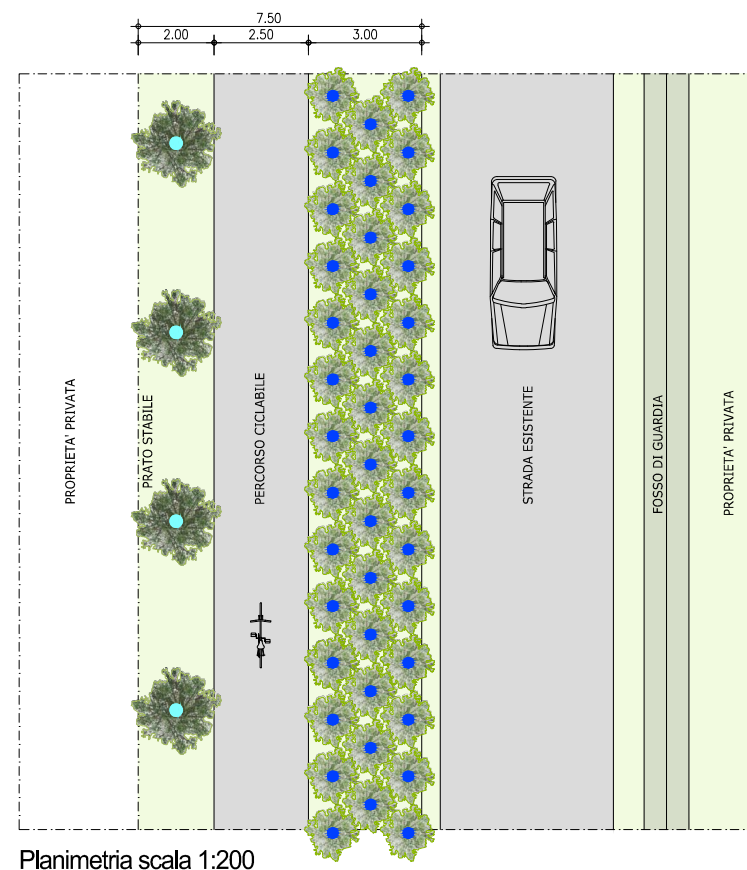 7.50
2.00 2.50 3.00
PROPRIETA' PRIVATA
PRATO STABILE
PERCORSO CICLABILE
STRADA ESISTENTE
FOSSO DI GUARDIA
PROPRIETA' PRIVATA
Planimetria scala 1:200